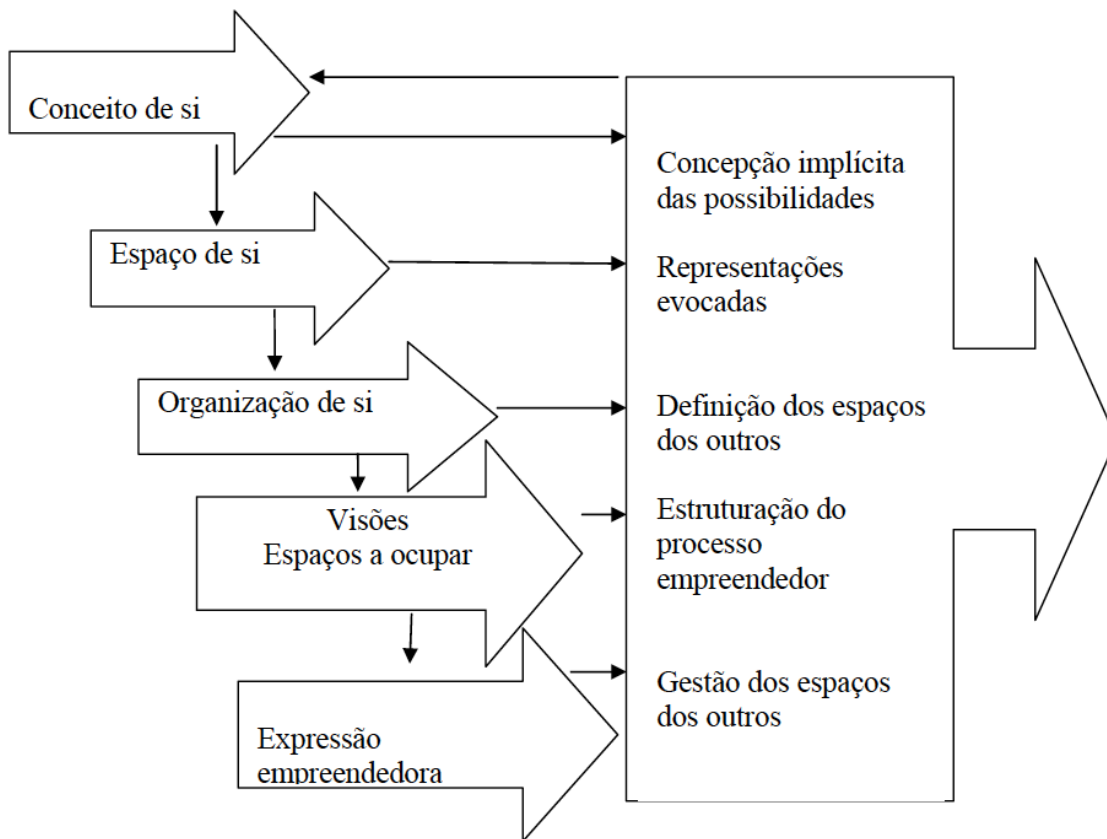 Conceito de si
Espaço de si
Organização de si
Visões
Espaços a ocupar
Expressão
empreendedora
Concepção implícita
das possibilidades
Representações
evocadas
Definição dos espaços
dos outros
Estruturação do
processo
empreendedor
Gestão dos espaços
dos outros